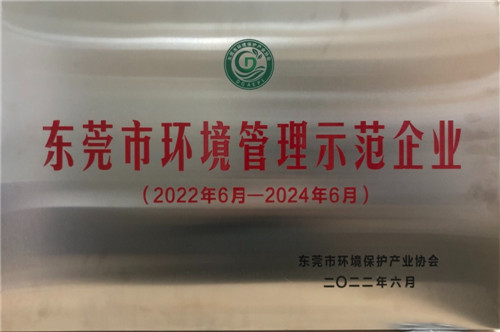 东莞市环境管理示范企业
（2022年6月—2024年6月）
东莞市环境保护产业协会
二〇二二年六月